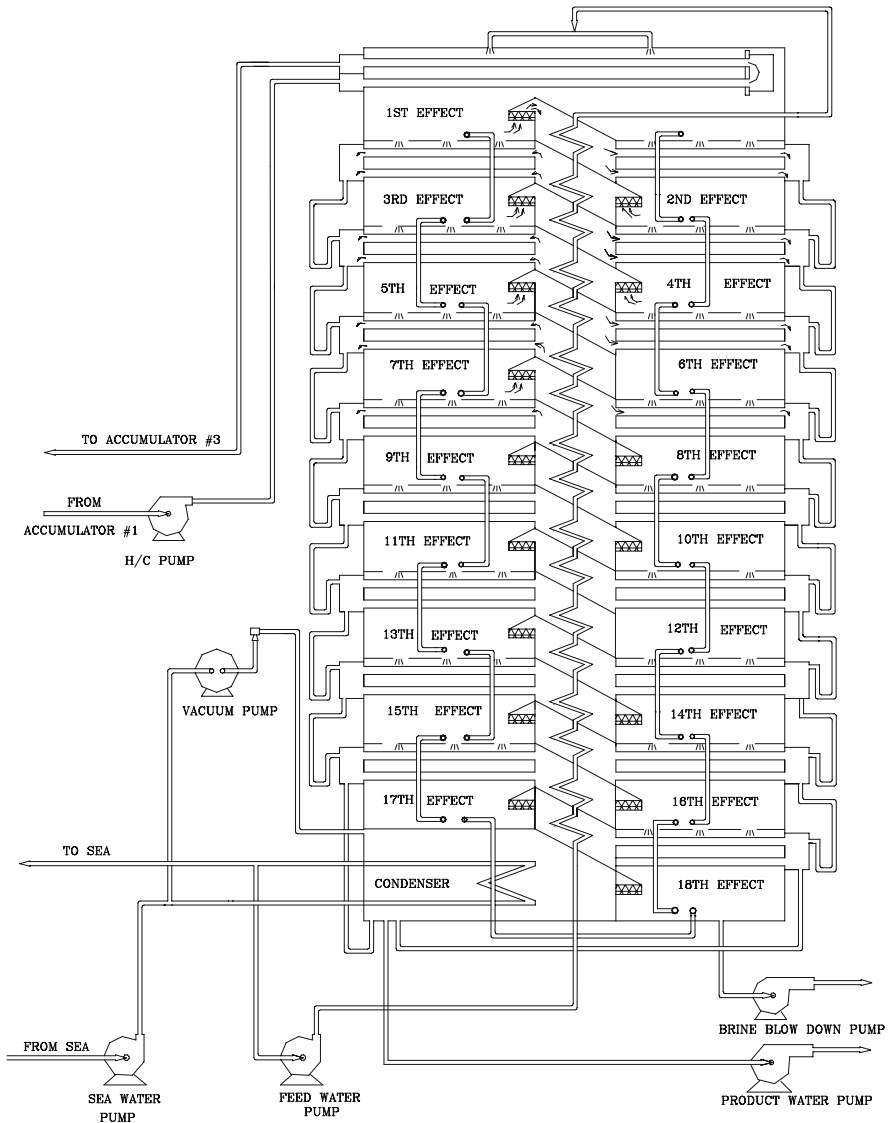 1ST EFFECT
3RD EFFECT
2ND EFFECT
5TH EFFECT
4TH EFFECT
7TH EFFECT
6TH EFFECT
TO ACCUMULATOR #3
9TH EFFECT
8TH EFFECT
FROM
ACCUMULATOR #1
H/C PUMP
11TH EFFECT
10TH EFFECT
13TH EFFECT
12TH EFFECT
VACUUM PUMP
15TH EFFECT
14TH EFFECT
17TH EFFECT
16TH EFFECT
TO SEA
CONDENSER
18TH EFFECT
BRINE BLOW DOWN PUMP
FROM SEA
SEA WATER
PUMP
FEED WATER
PUMP
PRODUCT WATER PUMP